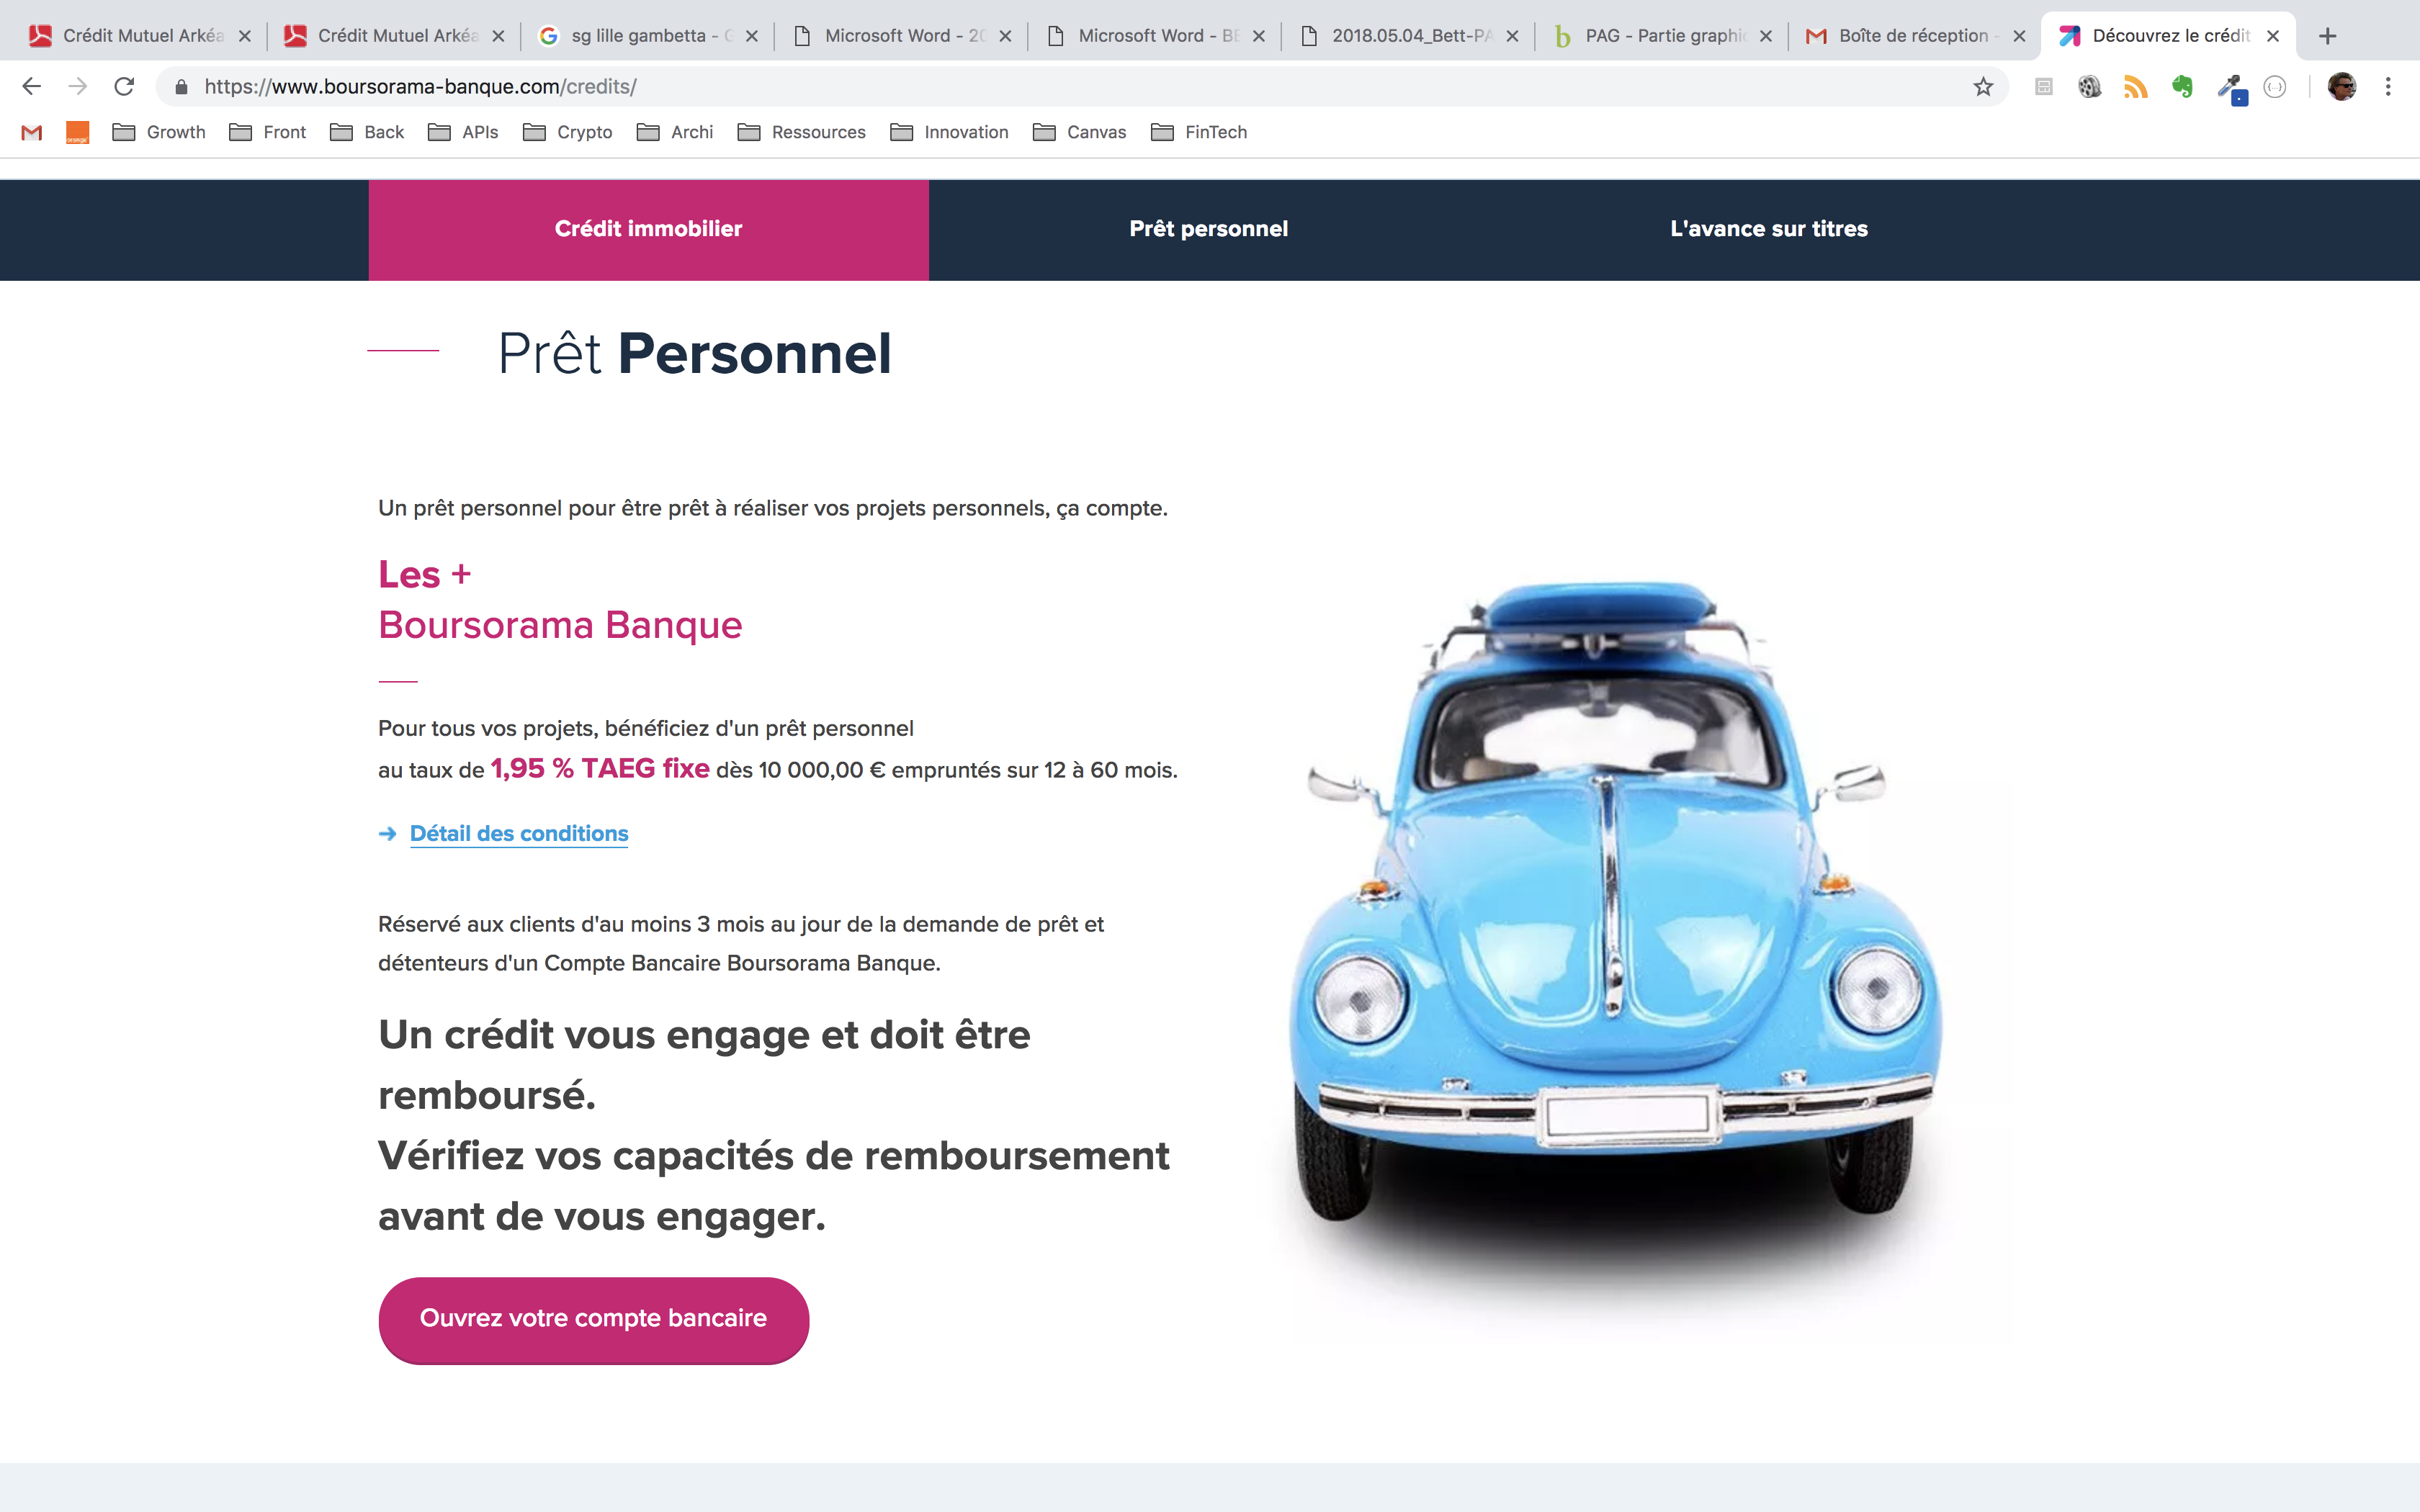 Crédit Mutuel Arkéa
Crédit Mutuel Arkéa
sg lille gambetta -
Microsoft Word - 20
Microsoft Word - BE
2018.05.04_Bett-PA
b PAG - Partie graphic
Boîte de réception -
Découvrez le crédit
https://www.boursorama-banque.com/credits/
Growth
Front
Back
APIs
Crypto
Archi
Ressources
Innovation
Canvas
FinTech
Crédit immobilier
Prêt personnel
L'avance sur titres
Prêt Personnel
Un prêt personnel pour être prêt à réaliser vos projets personnels, ça compte.
Les +
Boursorama Banque
Pour tous vos projets, bénéficiez d'un prêt personnel
au taux de 1,95 % TAEG fixe dès 10 000,00 € empruntés sur 12 à 60 mois.
Détail des conditions
Réservé aux clients d'au moins 3 mois au jour de la demande de prêt et
détenteurs d'un Compte Bancaire Boursorama Banque.
Un crédit vous engage et doit être
remboursé.
Vérifiez vos capacités de remboursement
avant de vous engager.
Ouvrez votre compte bancaire